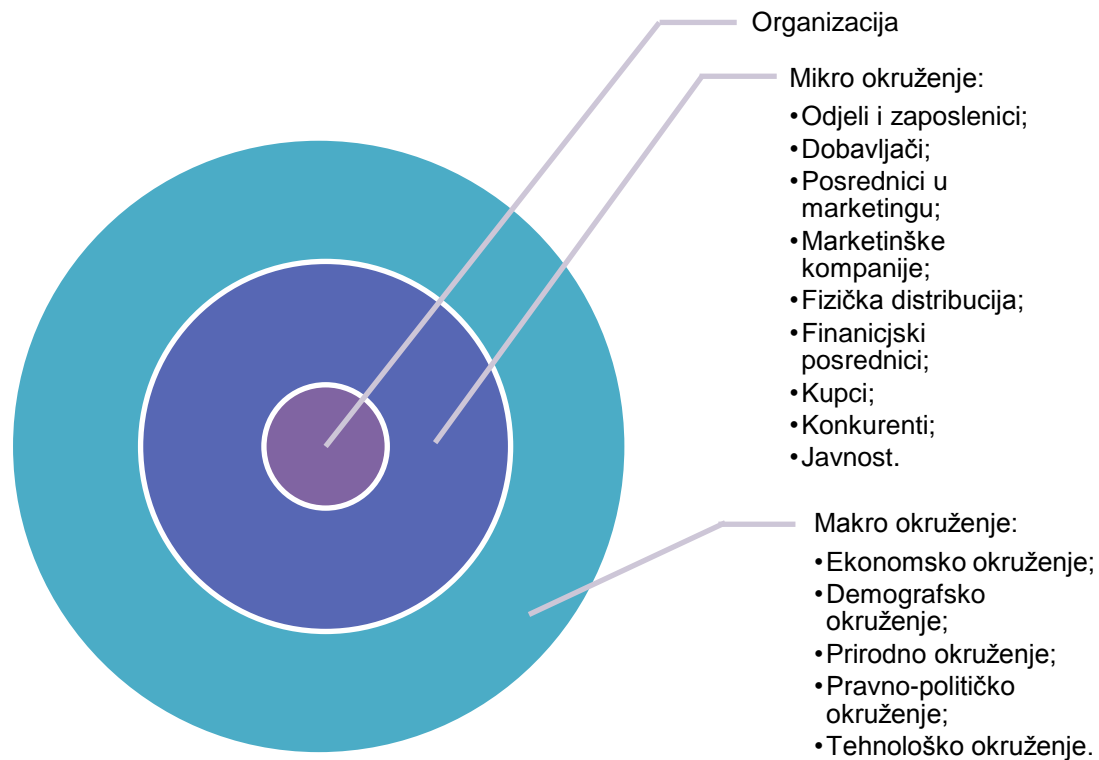 Organizacija
Mikro okruženje:
•Odjeli i zaposlenici;
•Dobavljači;
•Posrednici u
marketingu;
•Marketinške
kompanije;
•Fizička distribucija;
•Finanicjski
posrednici;
•Kupci;
•Konkurenti;
•Javnost.
Makro okruženje:
•Ekonomsko okruženje;
•Demografsko
okruženje;
•Prirodno okruženje;
•Pravno-političko
okruženje;
•Tehnološko okruženje.